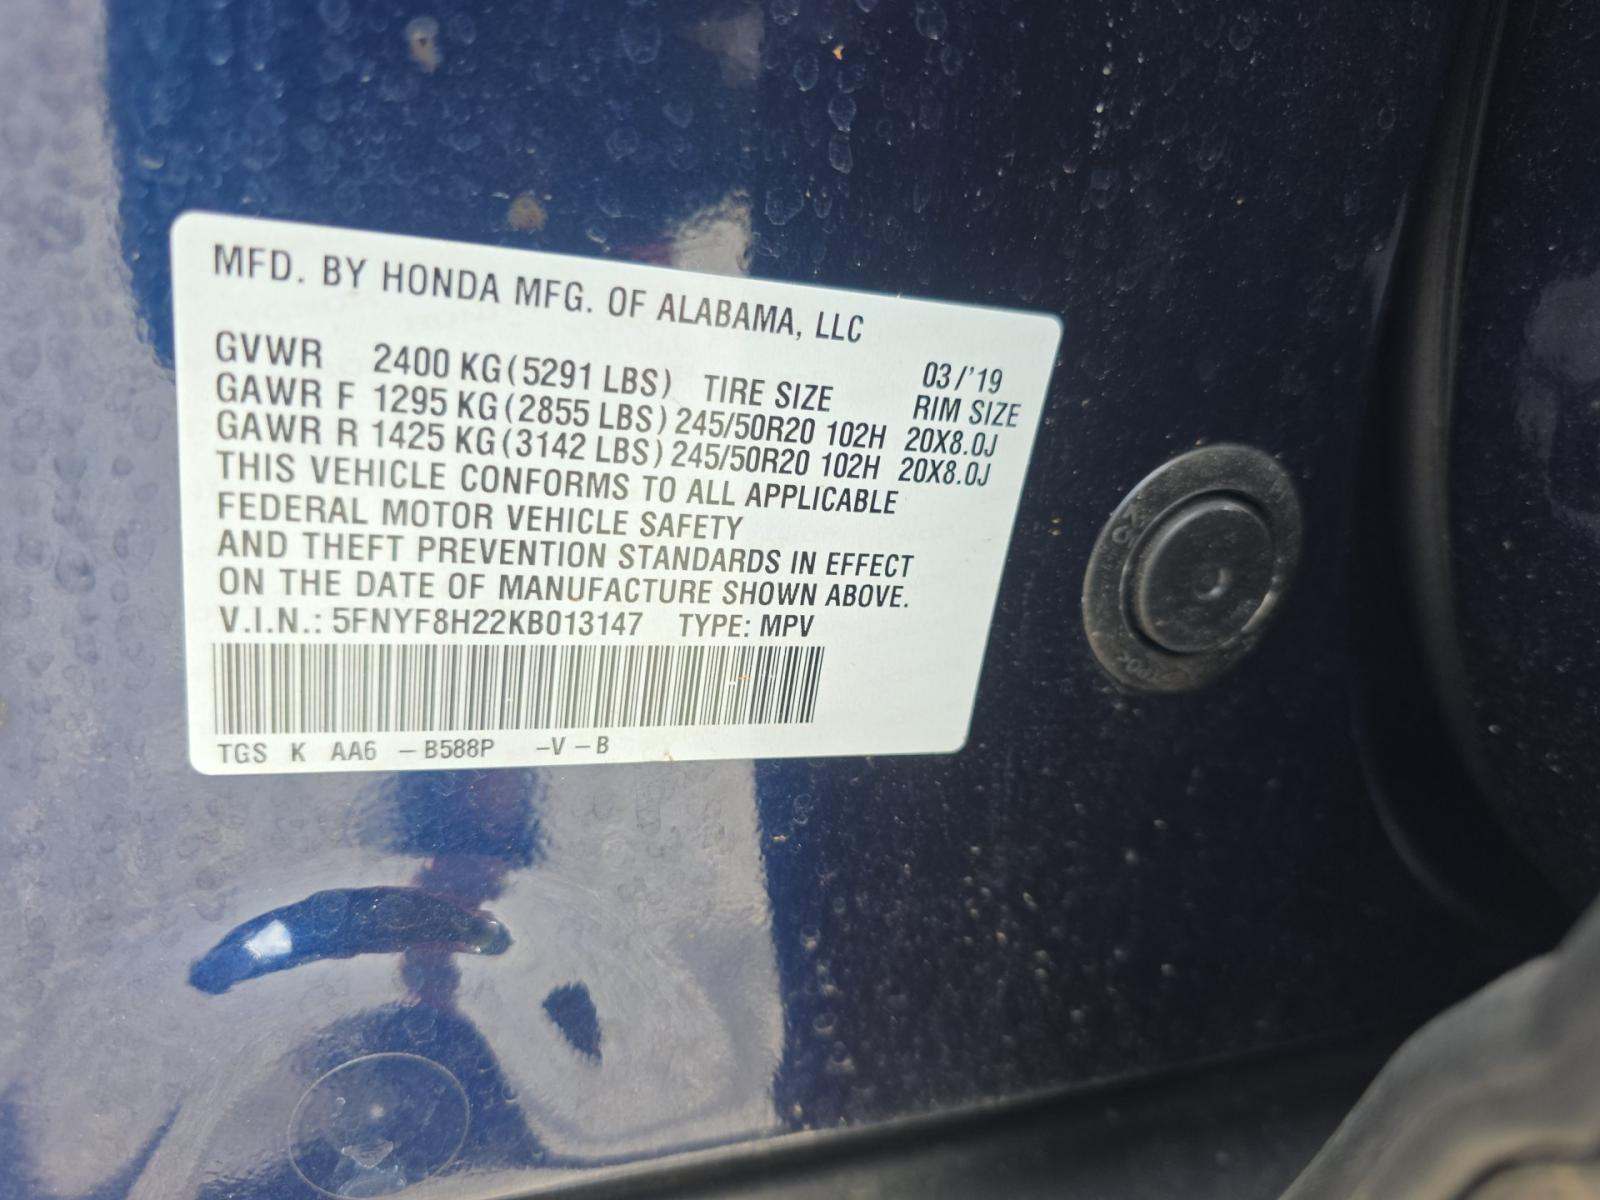 MFD. BY HONDA MFG. OF ALABAMA, LLC
03/'19
GVWR 2400 KG (5291 LBS) TIRE SIZE RIM SIZE
GAWR F 1295 KG (2855 LBS) 245/50R20 102H 20X8.0J
GAWR R 1425 KG (3142 LBS) 245/50R20 102H 20X8.0J
THIS VEHICLE CONFORMS TO ALL APPLICABLE
FEDERAL MOTOR VEHICLE SAFETY
AND THEFT PREVENTION STANDARDS IN EFFECT
ON THE DATE OF MANUFACTURE SHOWN ABOVE.
V.I.N.: 5FNYF8H22KB013147 TYPE: MPV
TGS K AA6 -B588P -V -B